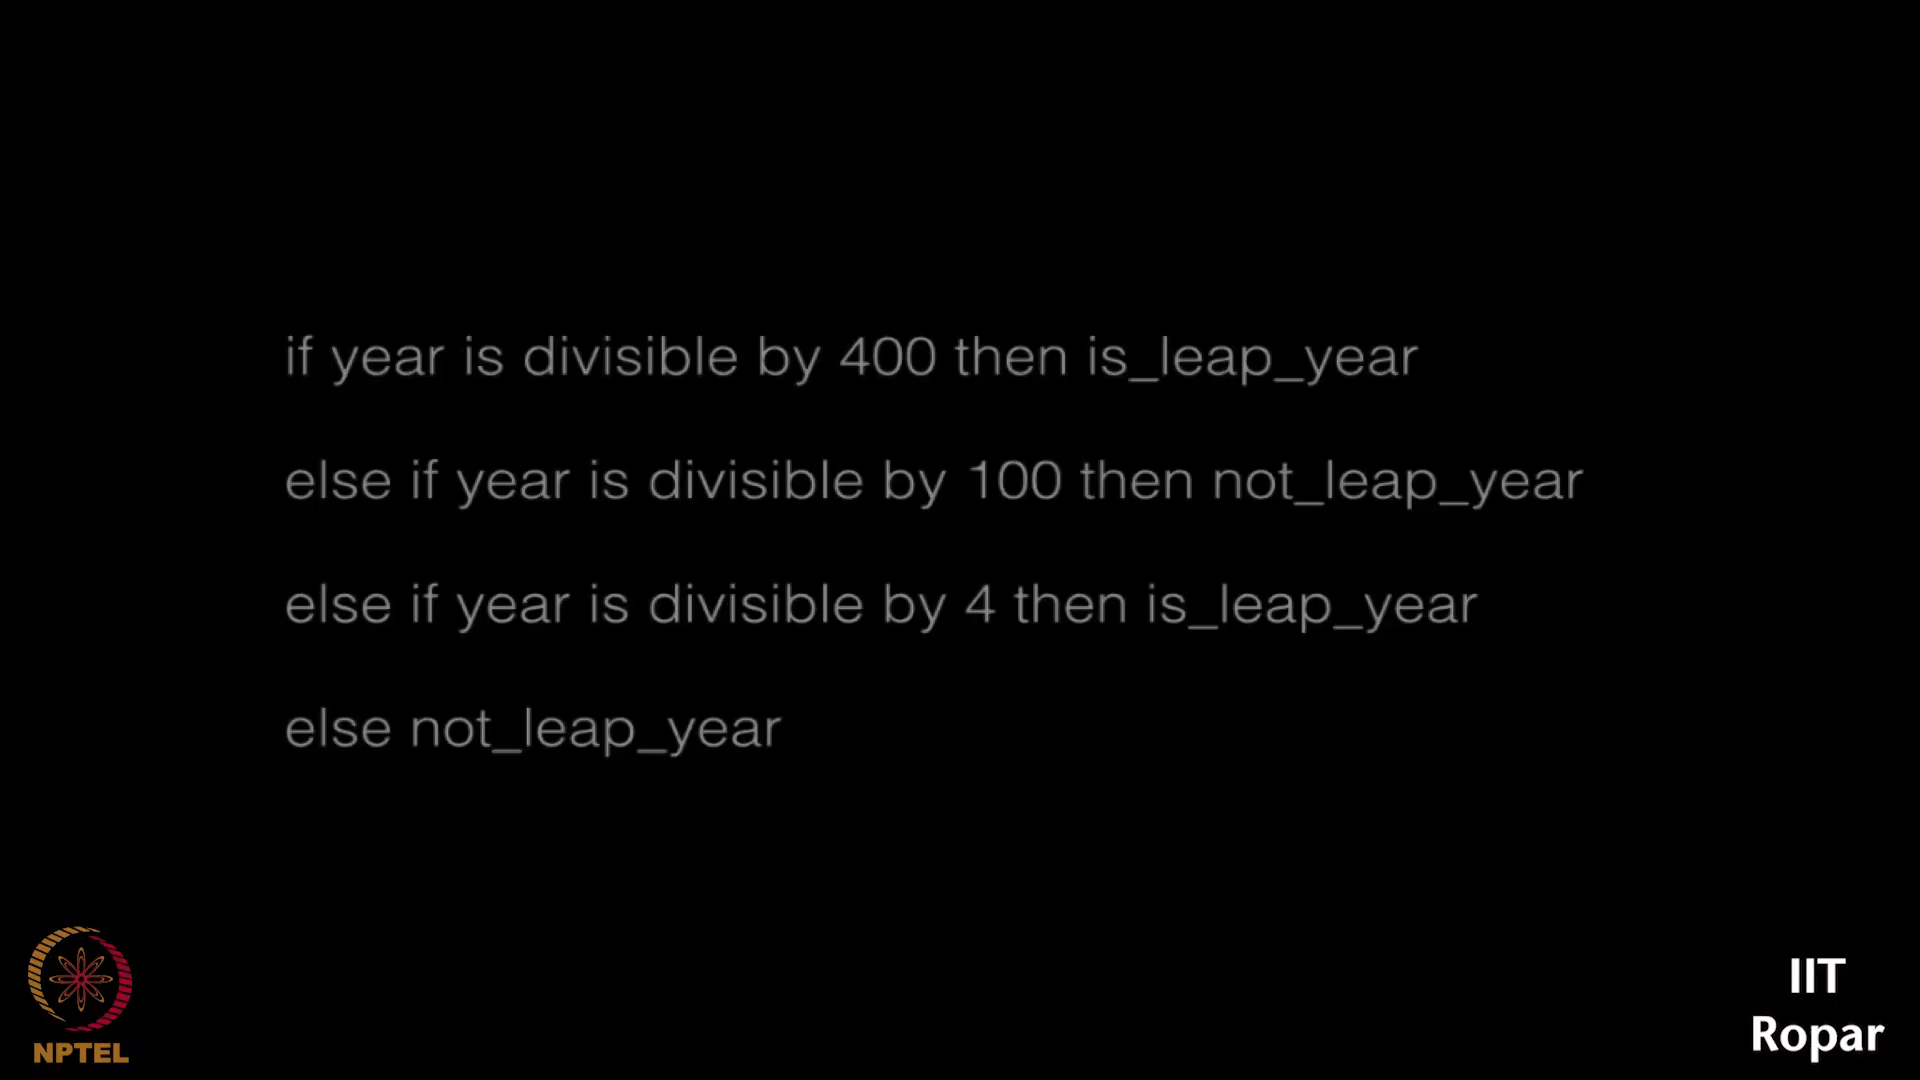 if year is divisible by 400 then is_leap_year
else if year is divisible by 100 then not_leap_year
else if year is divisible by 4 then is_leap_year
else not_leap_year
NPTEL
IIT
Ropar